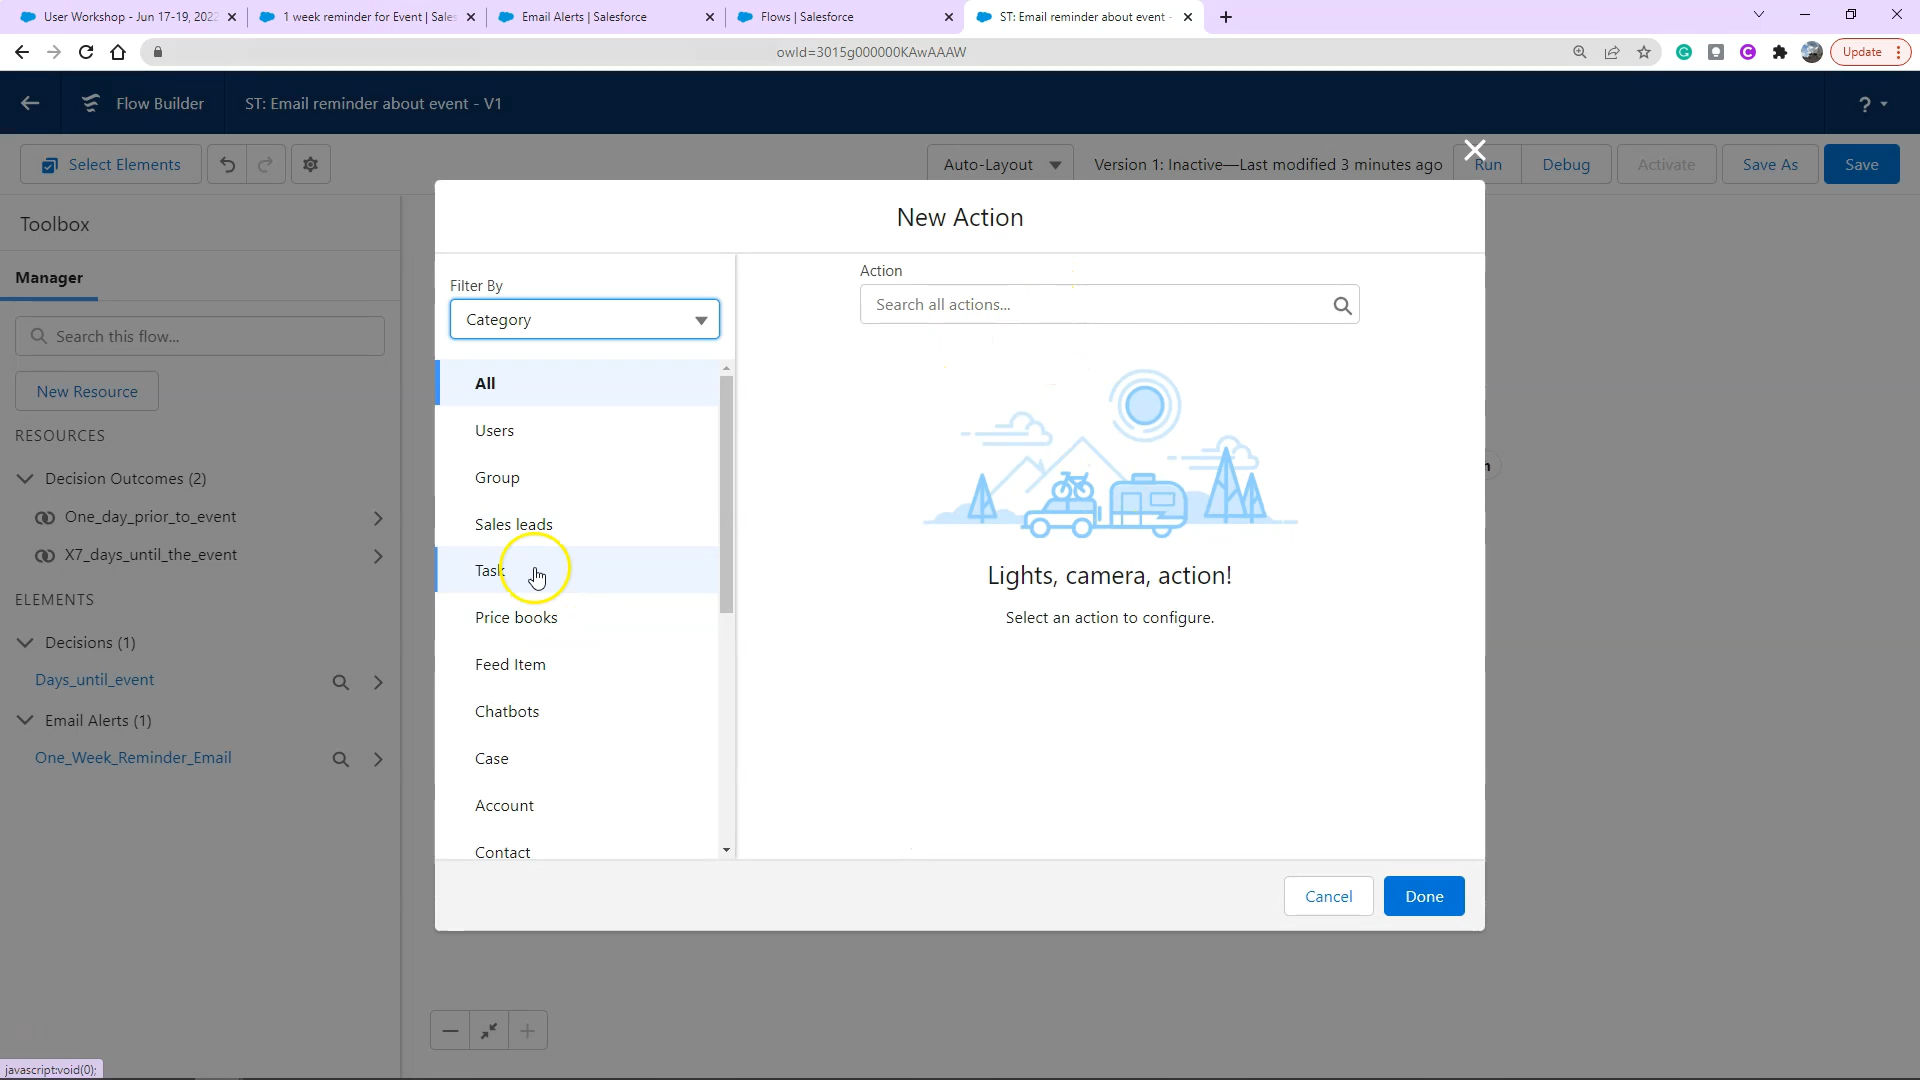 User Workshop - Jun 17-19, 2022
1 week reminder for Event | Sales
Email Alerts | Salesforce
Flows | Salesforce
ST: Email reminder about event -
owId=3015g000000KAwAAAW
Update
Flow Builder
ST: Email reminder about event - V1
?
Select Elements
Auto-Layout
Version 1: Inactive—Last modified 3 minutes ago
Run
Debug
Activate
Save As
Save
Toolbox
Manager
Search this flow...
New Resource
RESOURCES
Decision Outcomes (2)
One_day_prior_to_event
X7_days_until_the_event
ELEMENTS
Decisions (1)
Days_until_event
Email Alerts (1)
One_Week_Reminder_Email
New Action
Filter By
Category
All
Users
Group
Sales leads
Task
Price books
Feed Item
Chatbots
Case
Account
Contact
Action
Search all actions...
Lights, camera, action!
Select an action to configure.
Cancel
Done
javascript:void(0);